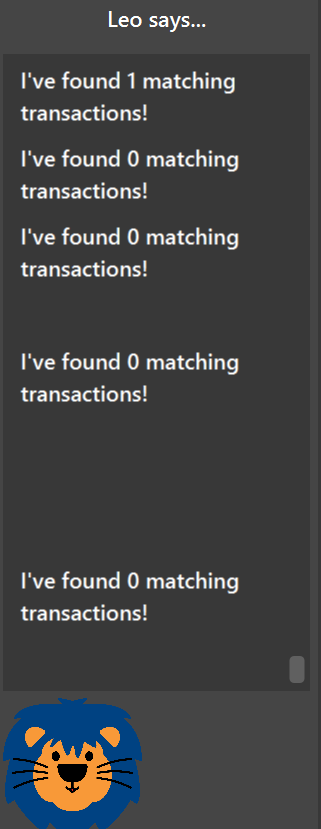 Leo says...
I've found 1 matching
transactions!
I've found 0 matching
transactions!
I've found 0 matching
transactions!
I've found 0 matching
transactions!
I've found 0 matching
transactions!